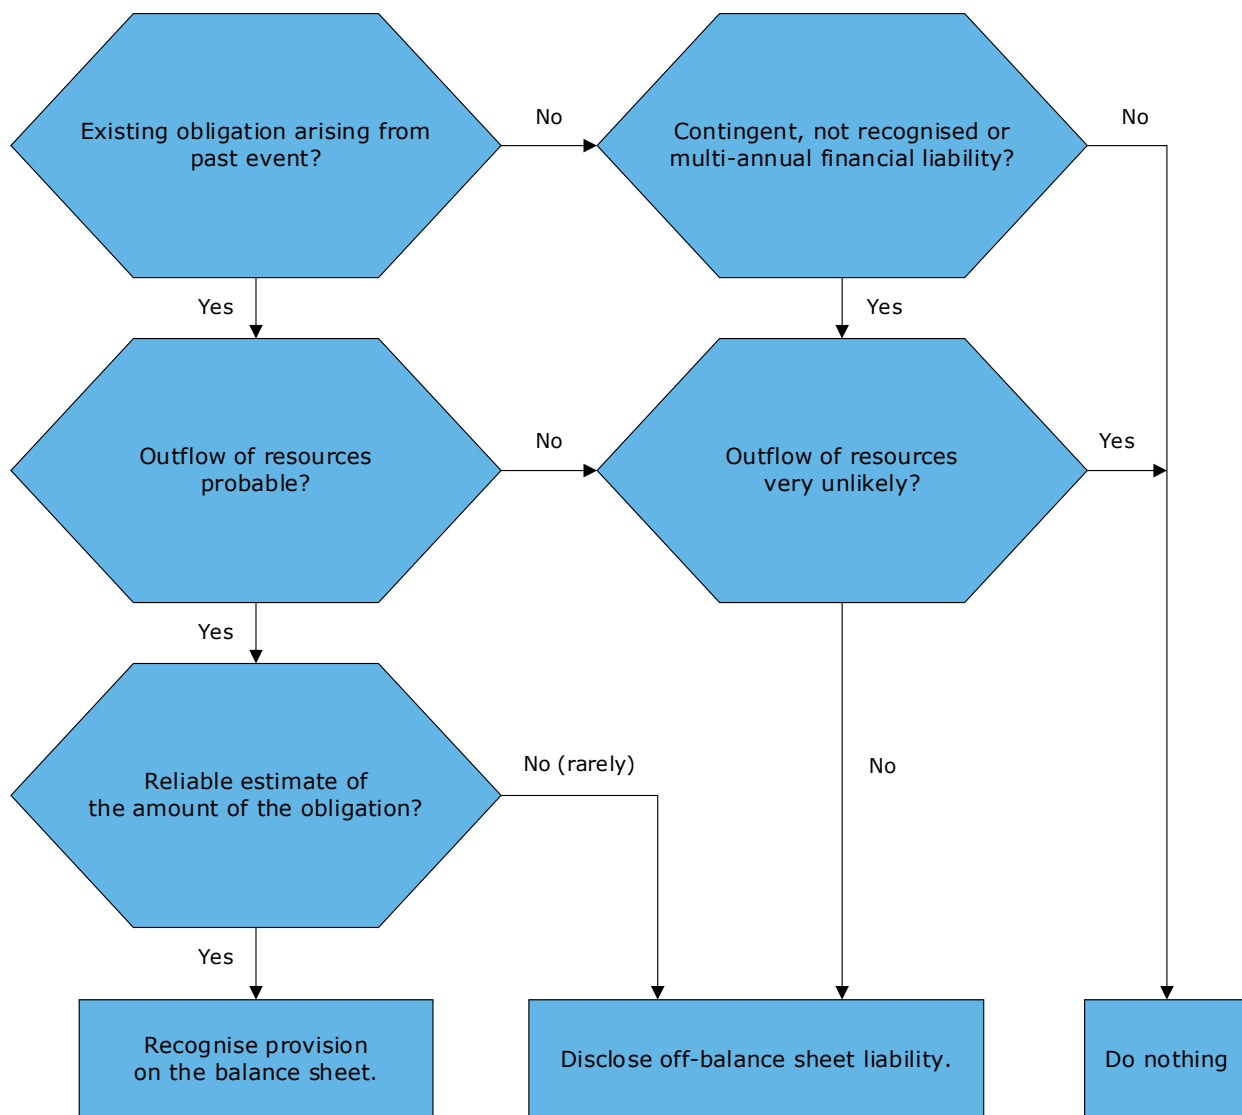 Existing obligation arising from
past event?
No
Contingent, not recognised or
multi-annual financial liability?
No
Yes
Yes
Outflow of resources
probable?
No
Outflow of resources
very unlikely?
Yes
Yes
Reliable estimate of
the amount of the obligation?
No (rarely)
No
Yes
Recognise provision
on the balance sheet.
Disclose off-balance sheet liability.
Do nothing